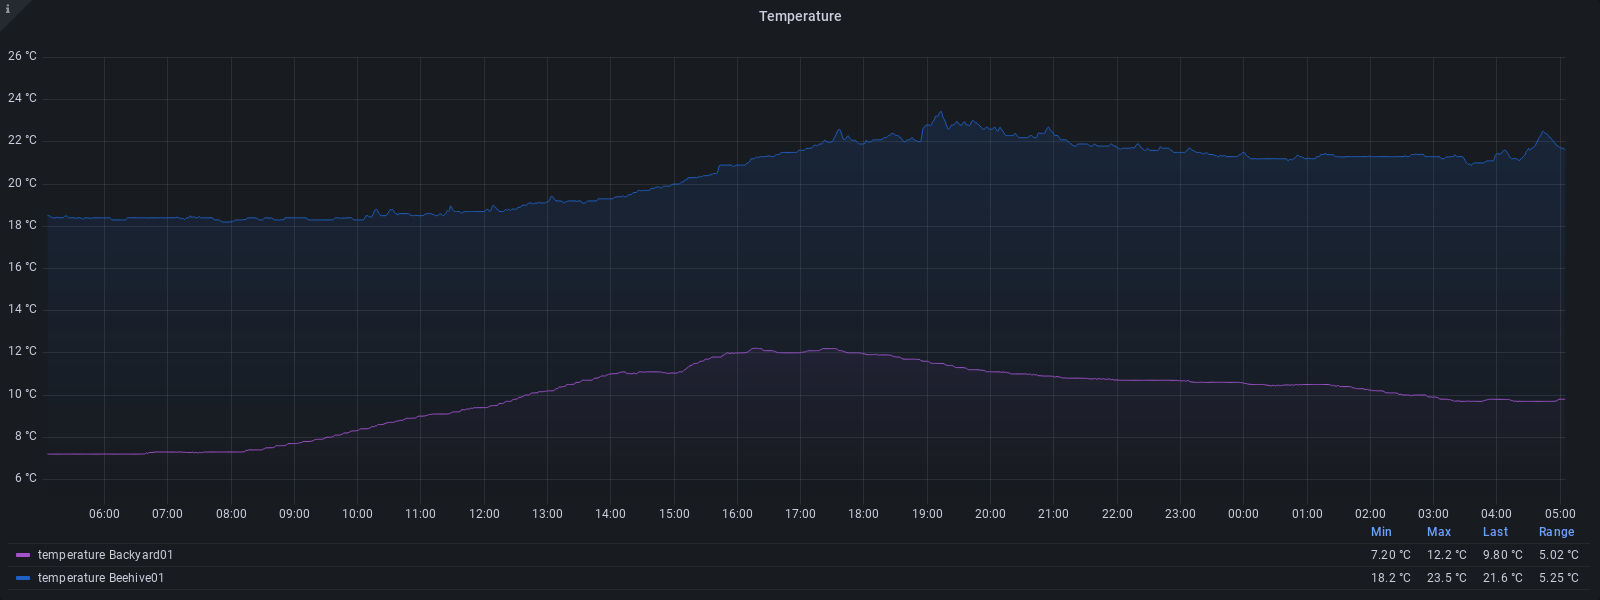 i
Temperature
26 °C
24 °C
22 °C
20 °C
18 °C
16 °C
14 °C
12 °C
10 °C
8 °C
6 °C
06:00 07:00 08:00 09:00 10:00 11:00 12:00 13:00 14:00 15:00 16:00 17:00 18:00 19:00 20:00 21:00 22:00 23:00 00:00 01:00 02:00 03:00 04:00 05:00
Min Max Last Range
temperature Backyard01 7.20 °C 12.2 °C 9.80 °C 5.02 °C
temperature Beehive01 18.2 °C 23.5 °C 21.6 °C 5.25 °C